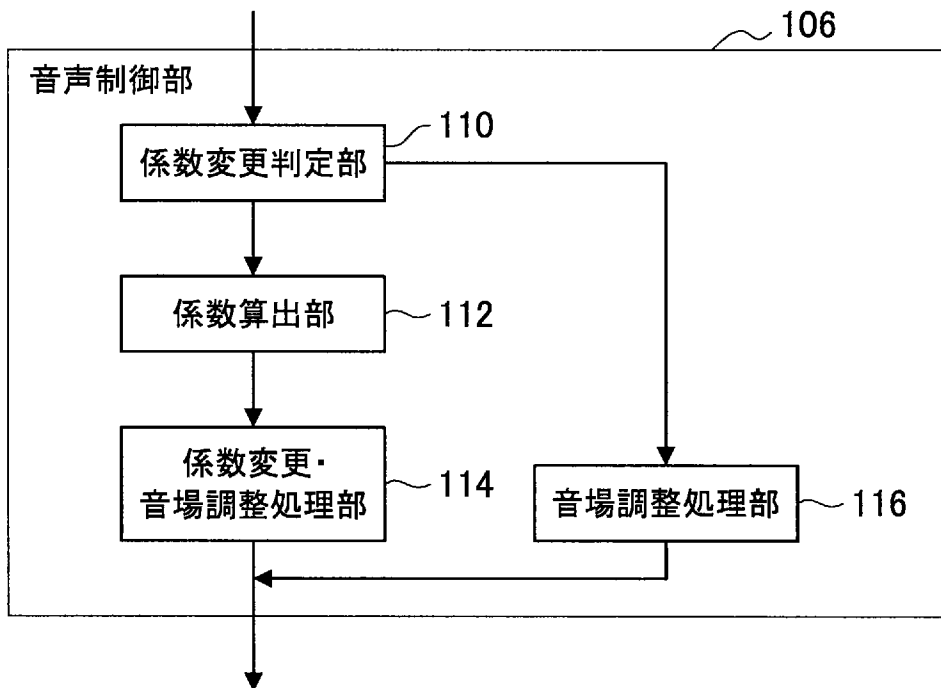 106
音声制御部
110
係数変更判定部
係数算出部
112
係数変更・
音場調整処理部
114
音場調整処理部
116